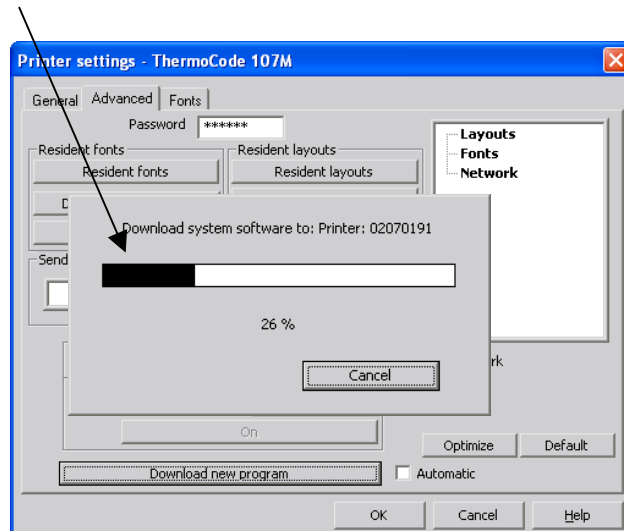 Printer settings - ThermoCode 107M
General Advanced Fonts
Password ******
Resident fonts
Resident layouts
Resident fonts
Resident layouts
Layouts
Fonts
Network
Download system software to: Printer: 02070191
Send
26 %
Cancel
On
Optimize
Default
Download new program
Automatic
OK
Cancel
Help